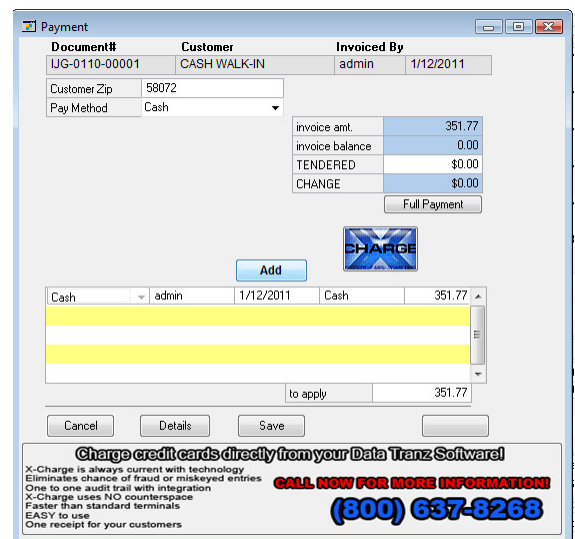 Payment
Document# Customer Invoiced By
IJG-0110-00001 CASH WALK-IN admin 1/12/2011
Customer Zip 58072
Pay Method Cash
invoice amt. 351.77
invoice balance 0.00
TENDERED $0.00
CHANGE $0.00
Full Payment
X CHARGE
Add
Cash admin 1/12/2011 Cash 351.77
to apply 351.77
Cancel Details Save
Charge credit cards directly from your Data Tranz Software!
X-Charge is always current with technology
Eliminates chance of fraud or miskeyed entries
One to one audit trail with integration
X-Charge uses NO counterspace
Faster than standard terminals
EASY to use
One receipt for your customers
CALL NOW FOR MORE INFORMATION!
(800) 637-8268